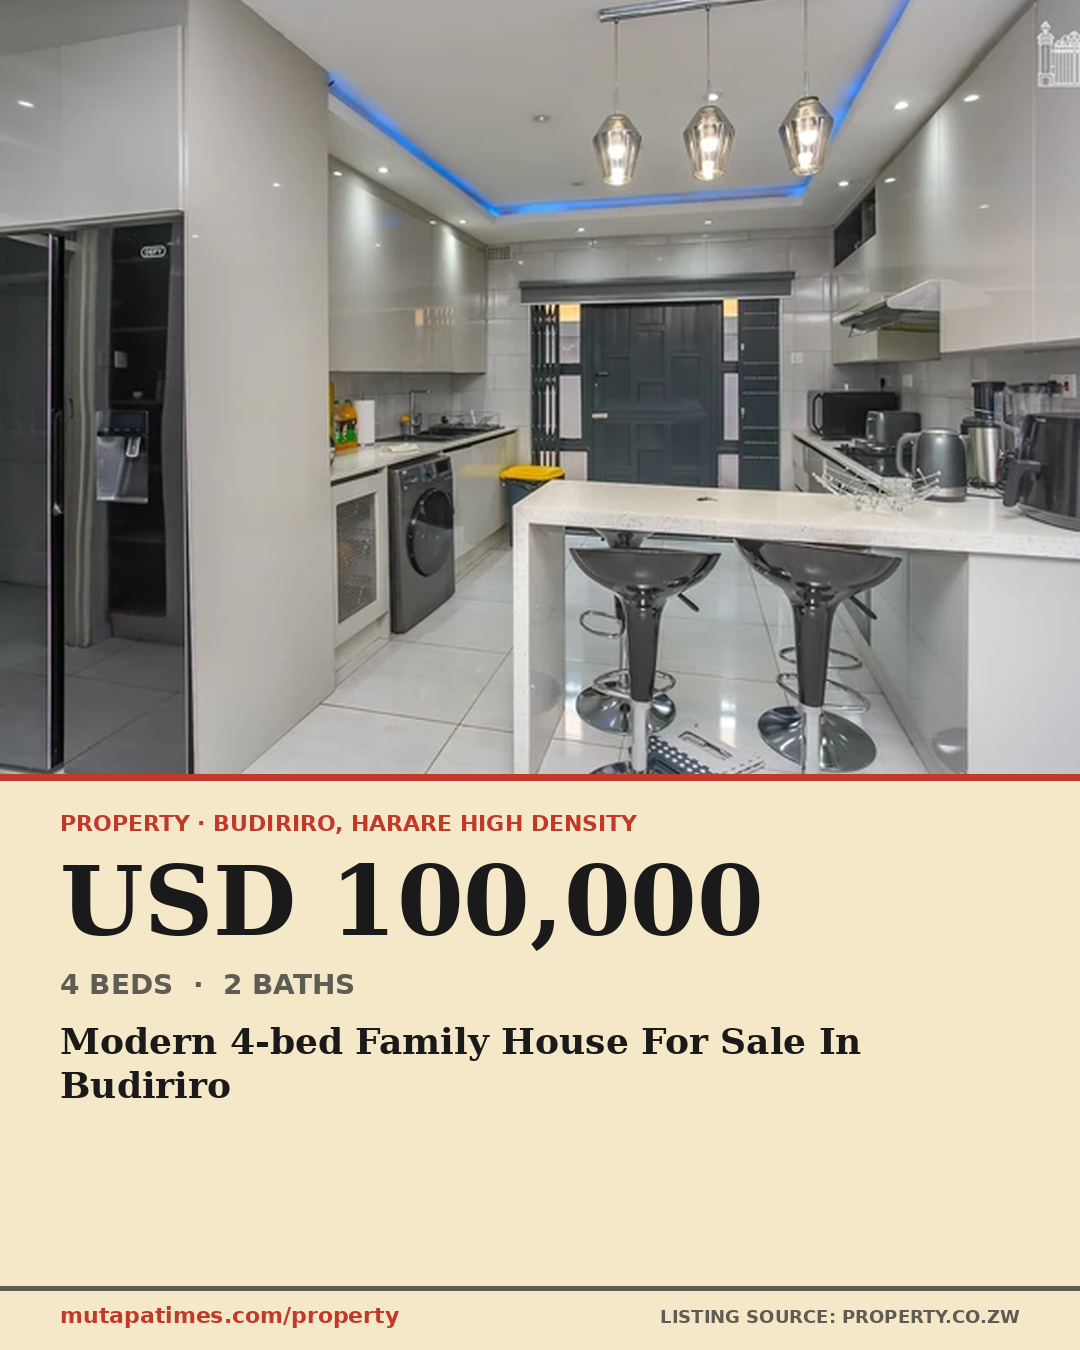 DEFY
PROPERTY · BUDIRIRO, HARARE HIGH DENSITY
USD 100,000
4 BEDS · 2 BATHS
Modern 4-bed Family House For Sale In
Budiriro
mutapatimes.com/property
LISTING SOURCE: PROPERTY.CO.ZW